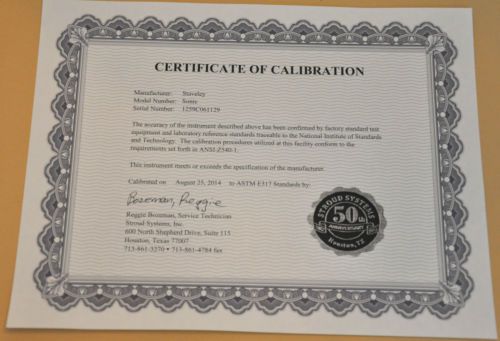 CERTIFICATE OF CALIBRATION
Manufacturer: Staveley
Model Number: Sonic
Serial Number: 1259C061129
The accuracy of the instrument described above has been confirmed by factory standard test
equipment and laboratory reference standards traceable to the National Institute of Standards
and Technology. The calibration procedures utilized at this facility conform to the
requirements set forth in ANSI-Z540-1.
This instrument meets or exceeds the specification of the manufacturer.
Calibrated on August 25, 2014 to ASTM-E317 Standards by:
Bozeman, Reggie
Reggie Bozeman, Service Technician
Stroud Systems, Inc.
600 North Shepherd Drive, Suite 115
Houston, Texas 77007
713-861-3270 • 713-861-4784 fax
STROUD SYSTEMS
50th
ANNIVERSARY
Houston, TX